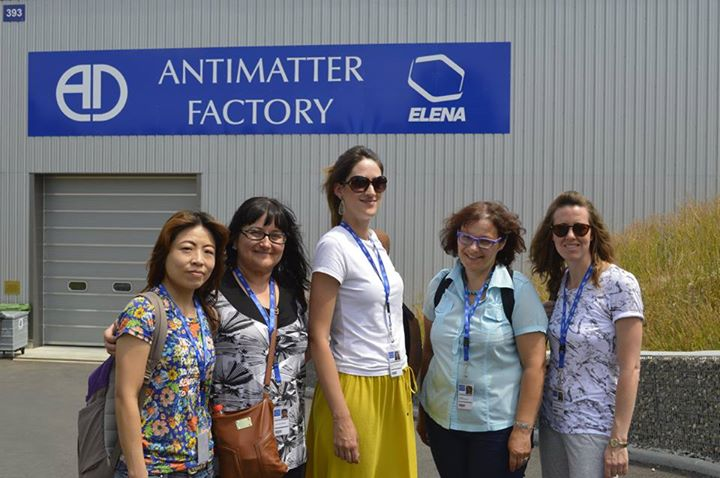 393
AD
ANTIMATTER
FACTORY
ELENA